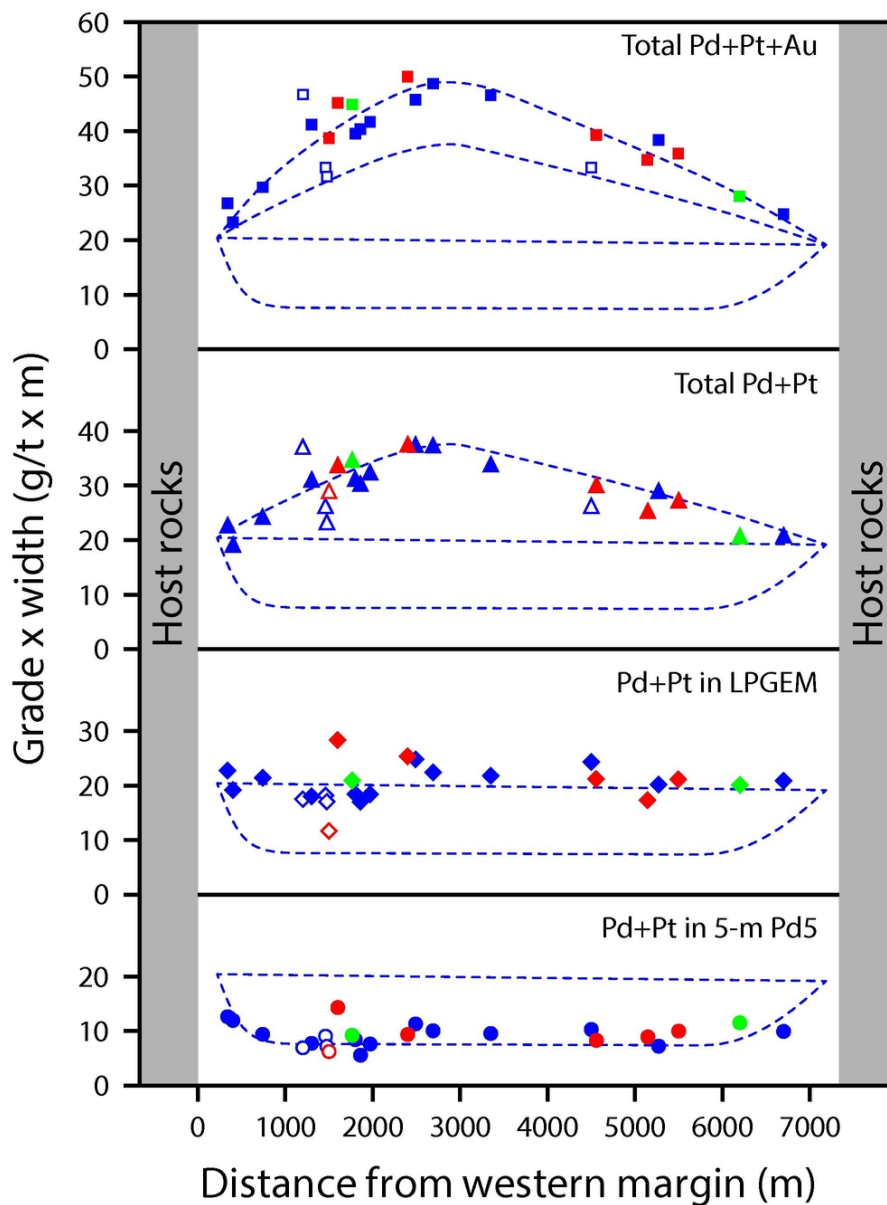 Grade x width (g/t x m)
60
50
40
30
20
10
0
Total Pd+Pt+Au
40
30
20
10
0
Total Pd+Pt
30
20
10
0
Pd+Pt in LPGEM
20
10
0
Pd+Pt in 5-m Pd5
Host rocks
Host rocks
0 1000 2000 3000 4000 5000 6000 7000
Distance from western margin (m)